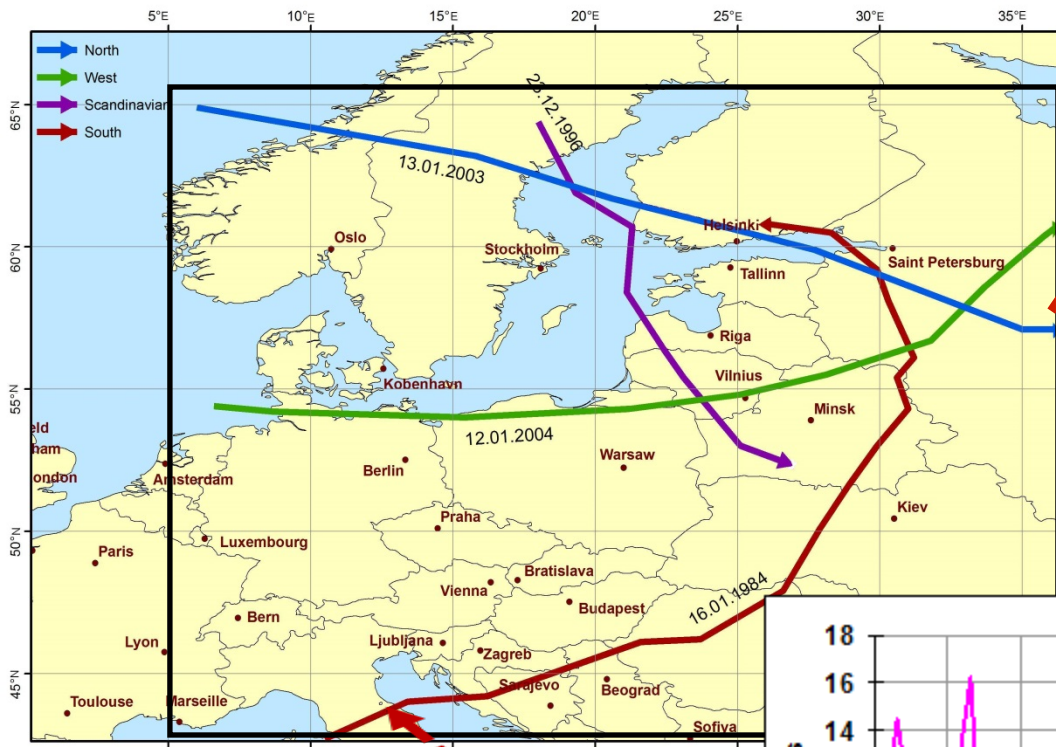 5°E 10°E 15°E 20°E 25°E 30°E 35°E
North
West
Scandinavian
South
65°N
60°N
55°N
50°N
45°N
23.12.1996
13.01.2003
Helsinki
Oslo
Stockholm
Saint Petersburg
Tallinn
Riga
Vilnius
Kobenhavn
Minsk
12.01.2004
eld
ham
ondon
Amsterdam
Berlin
Warsaw
Praha
Kiev
Luxembourg
Paris
Bratislava
Vienna
Budapest
16.01.1984
Bern
Ljubljana
Zagreb
Lyon
Sarajevo
Beograd
Toulouse
Marseille
Sofiya
18
16
14